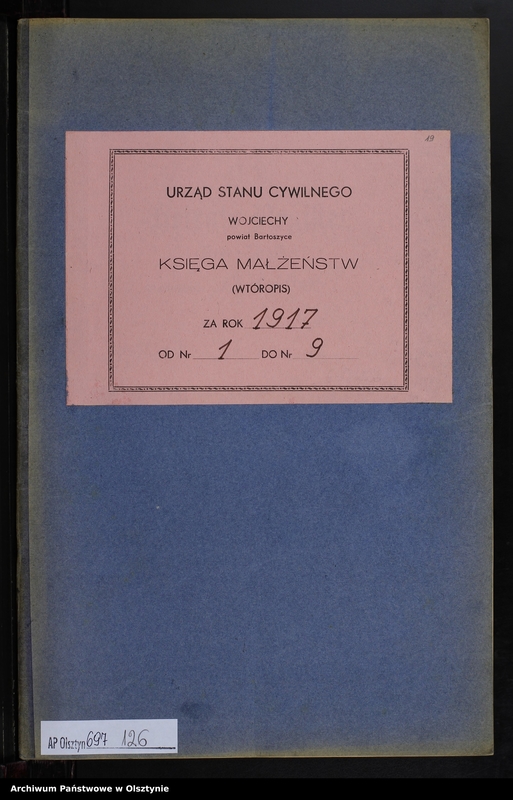 19
URZĄD STANU CYWILNEGO
WOJCIECHY
powiat Bartoszyce
KSIĘGA MAŁŻEŃSTW
(WTÓROPIS)
ZA ROK 1917
OD Nr 1 DO Nr 9
AP Olsztyn 697 126
Archiwum Państwowe w Olsztynie